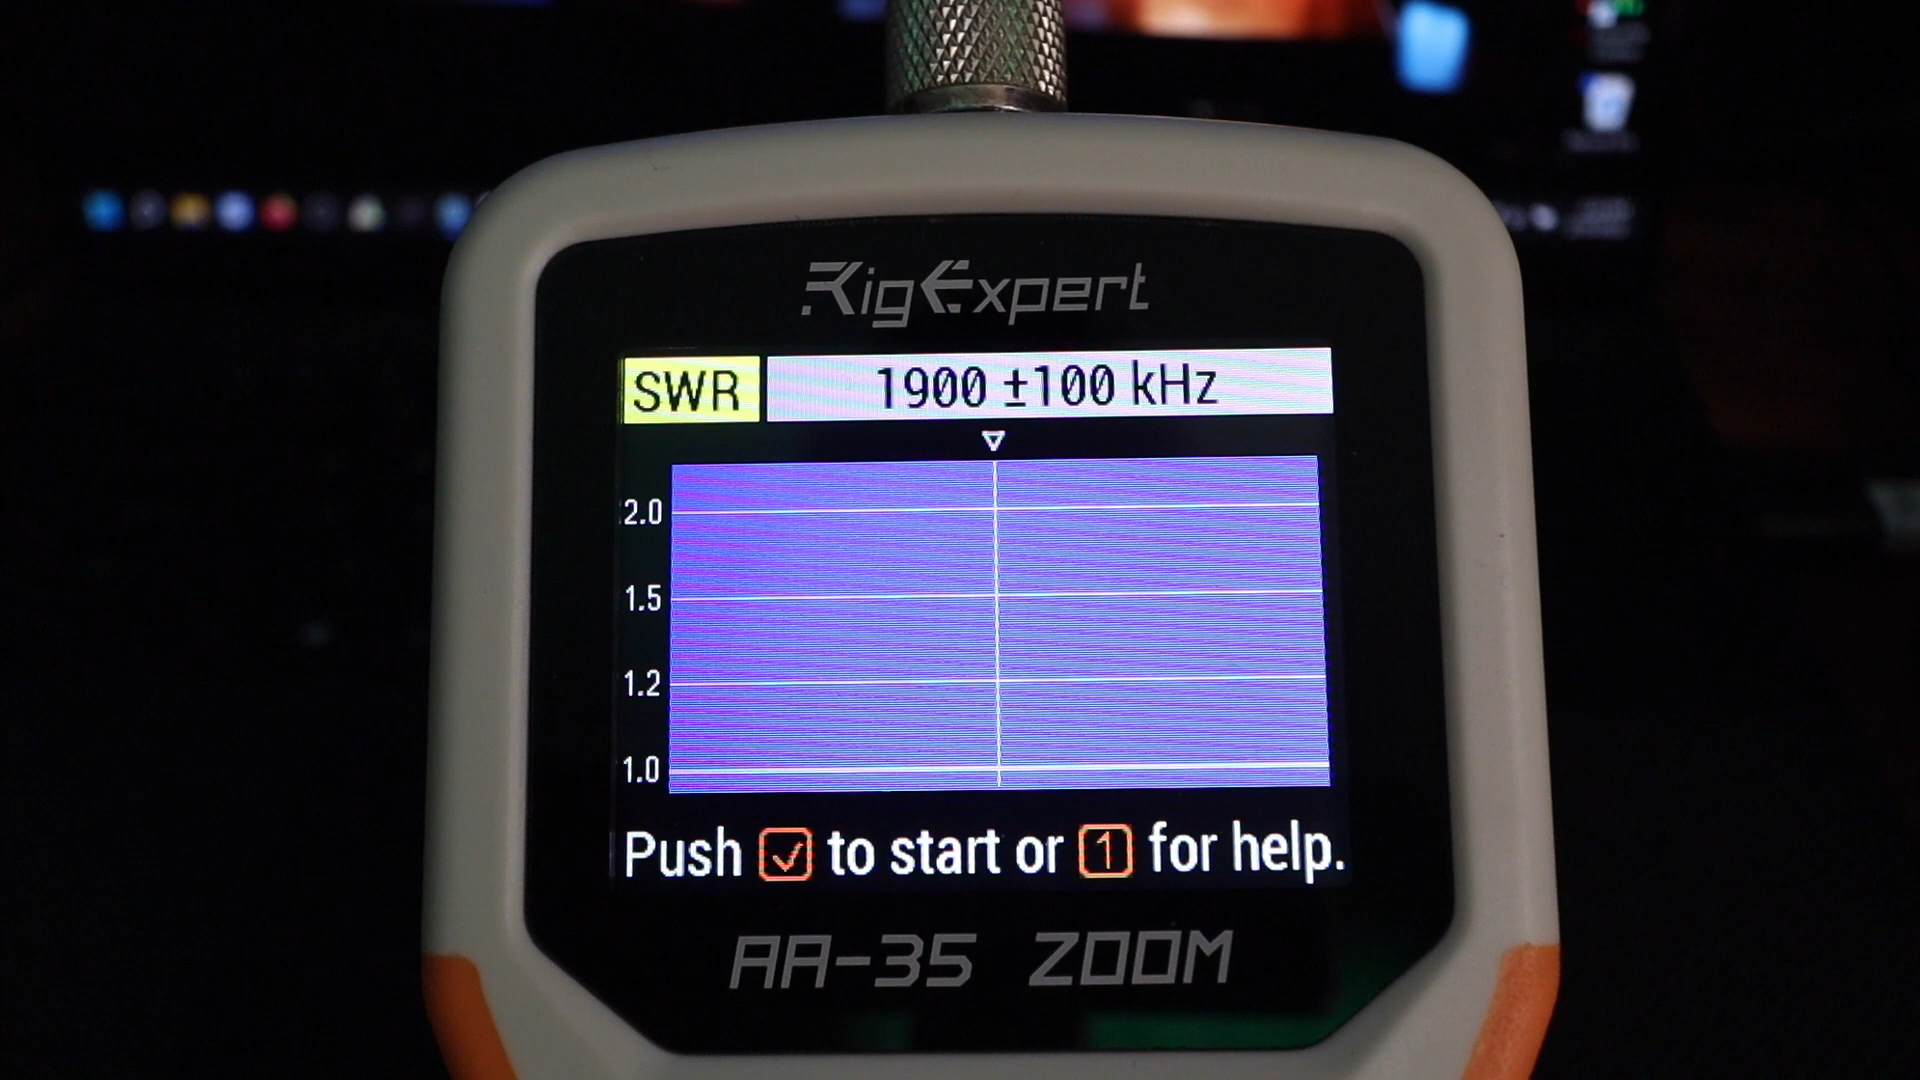 RigExpert
SWR 1900 ±100 kHz
2.0
1.5
1.2
1.0
Push ✓ to start or 1 for help.
AA-35 ZOOM